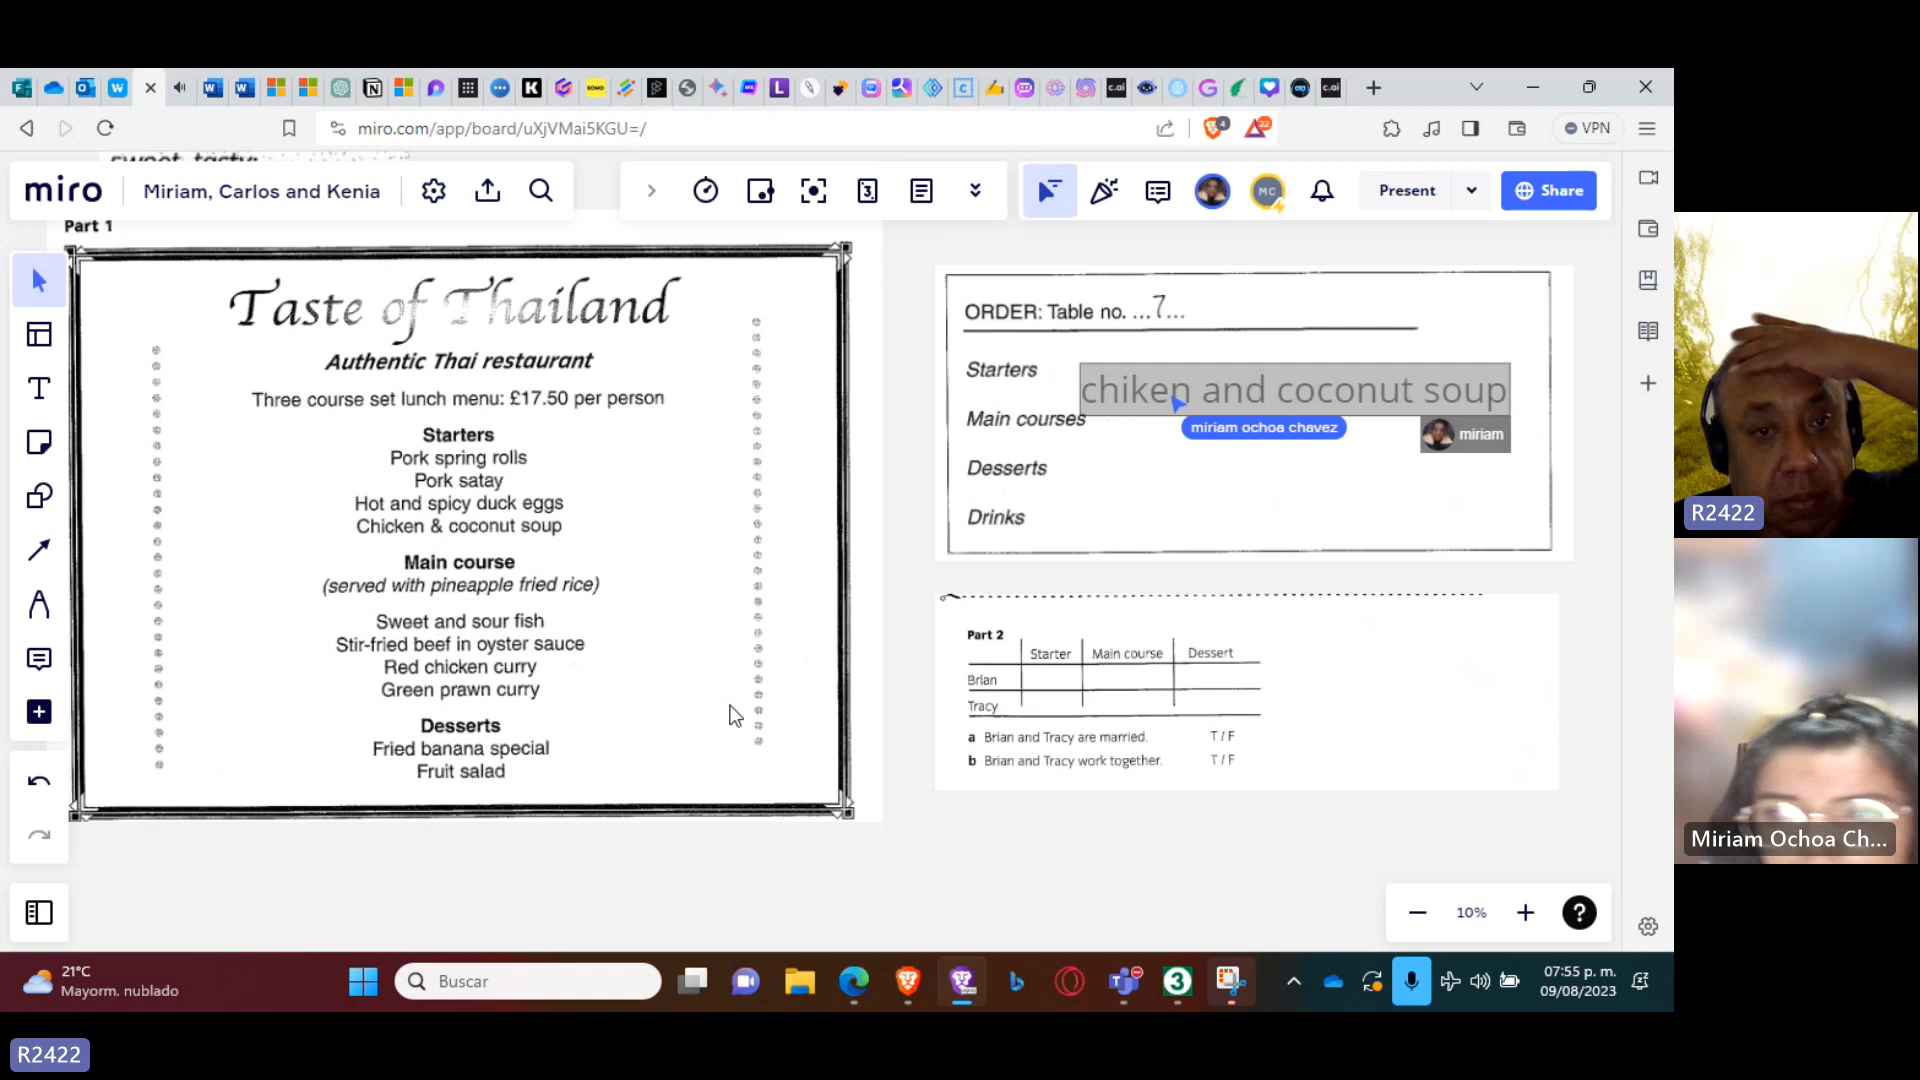 miro.com/app/board/uXjVMai5KGU=/
VPN
miro
Miriam, Carlos and Kenia
MC
Present
Share
Part 1
Taste of Thailand
Authentic Thai restaurant
Three course set lunch menu: £17.50 per person
Starters
Pork spring rolls
Pork satay
Hot and spicy duck eggs
Chicken & coconut soup
Main course
(served with pineapple fried rice)
Sweet and sour fish
Stir-fried beef in oyster sauce
Red chicken curry
Green prawn curry
Desserts
Fried banana special
Fruit salad
ORDER: Table no. ...7...
Starters
chiken and coconut soup
Main courses
miriam ochoa chavez
miriam
Desserts
Drinks
Part 2
Starter Main course Dessert
Brian
Tracy
a Brian and Tracy are married. T / F
b Brian and Tracy work together. T / F
10%
R2422
Miriam Ochoa Ch...
21°C
Mayorm. nublado
Buscar
07:55 p. m.
09/08/2023
R2422